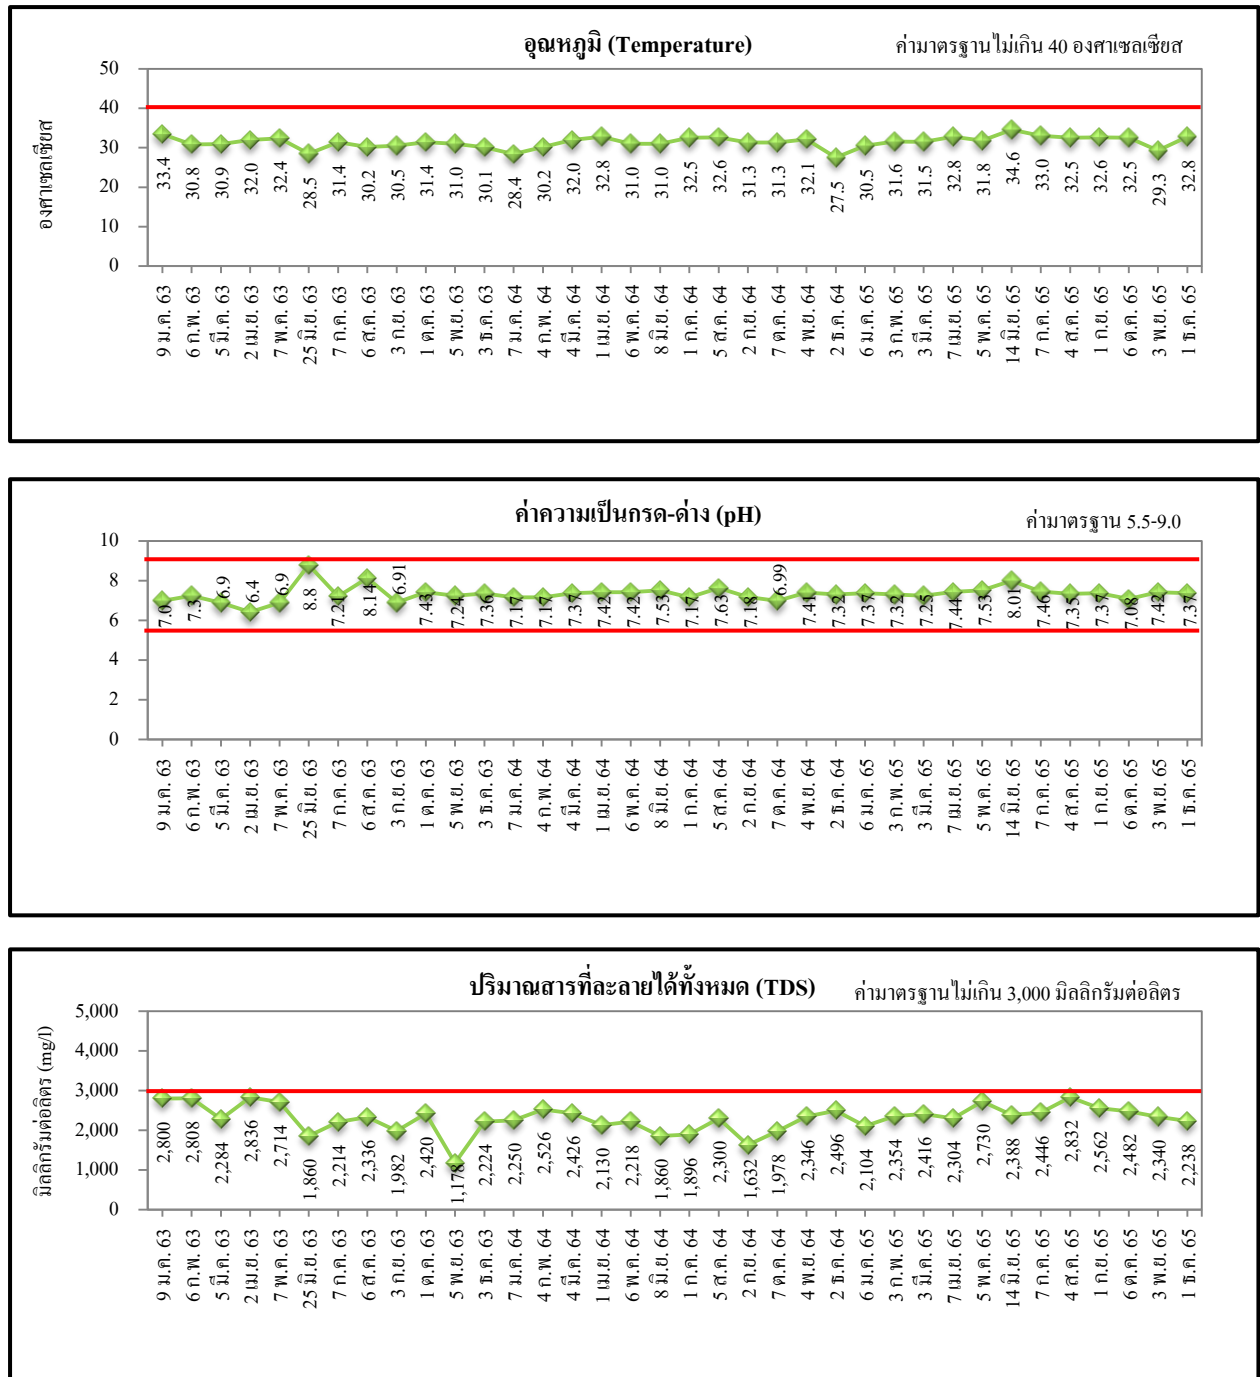 อุณหภูมิ (Temperature)
ค่ามาตรฐานไม่เกิน 40 องศาเซลเซียส
องศาเซลเซียส
50
40
30
20
10
0
33.4 30.8 30.9 32.0 32.4 28.5 31.4 30.2 30.5 31.4 31.0 30.1 28.4 30.2 32.0 32.8 31.0 31.0 32.5 32.6 31.3 31.3 32.1 27.5 30.5 31.6 31.5 32.8 31.8 34.6 33.0 32.5 32.6 32.5 29.3 32.8
9 ม.ค. 63 6 ก.พ. 63 5 มี.ค. 63 2 เม.ย. 63 7 พ.ค. 63 25 มิ.ย. 63 7 ก.ค. 63 6 ส.ค. 63 3 ก.ย. 63 1 ต.ค. 63 5 พ.ย. 63 3 ธ.ค. 63 7 ม.ค. 64 4 ก.พ. 64 4 มี.ค. 64 1 เม.ย. 64 6 พ.ค. 64 8 มิ.ย. 64 1 ก.ค. 64 5 ส.ค. 64 2 ก.ย. 64 7 ต.ค. 64 4 พ.ย. 64 2 ธ.ค. 64 6 ม.ค. 65 3 ก.พ. 65 3 มี.ค. 65 7 เม.ย. 65 5 พ.ค. 65 14 มิ.ย. 65 7 ก.ค. 65 4 ส.ค. 65 1 ก.ย. 65 6 ต.ค. 65 3 พ.ย. 65 1 ธ.ค. 65
ค่าความเป็นกรด-ด่าง (pH)
ค่ามาตรฐาน 5.5-9.0
10
8
6
4
2
0
7.0 7.3 6.9 6.4 6.9 8.8 7.21 8.14 6.91 7.43 7.24 7.36 7.17 7.17 7.37 7.42 7.42 7.53 7.17 7.63 7.18 6.99 7.41 7.32 7.37 7.32 7.25 7.44 7.53 8.01 7.46 7.35 7.37 7.08 7.42 7.37
9 ม.ค. 63 6 ก.พ. 63 5 มี.ค. 63 2 เม.ย. 63 7 พ.ค. 63 25 มิ.ย. 63 7 ก.ค. 63 6 ส.ค. 63 3 ก.ย. 63 1 ต.ค. 63 5 พ.ย. 63 3 ธ.ค. 63 7 ม.ค. 64 4 ก.พ. 64 4 มี.ค. 64 1 เม.ย. 64 6 พ.ค. 64 8 มิ.ย. 64 1 ก.ค. 64 5 ส.ค. 64 2 ก.ย. 64 7 ต.ค. 64 4 พ.ย. 64 2 ธ.ค. 64 6 ม.ค. 65 3 ก.พ. 65 3 มี.ค. 65 7 เม.ย. 65 5 พ.ค. 65 14 มิ.ย. 65 7 ก.ค. 65 4 ส.ค. 65 1 ก.ย. 65 6 ต.ค. 65 3 พ.ย. 65 1 ธ.ค. 65
ปริมาณสารที่ละลายได้ทั้งหมด (TDS)
ค่ามาตรฐานไม่เกิน 3,000 มิลลิกรัมต่อลิตร
มิลลิกรัมต่อลิตร (mg/l)
5,000
4,000
3,000
2,000
1,000
0
2,800 2,808 2,284 2,836 2,714 1,860 2,214 2,336 1,982 2,420 1,178 2,224 2,250 2,526 2,426 2,130 2,218 1,860 1,896 2,300 1,632 1,978 2,346 2,496 2,104 2,354 2,416 2,304 2,730 2,388 2,446 2,832 2,562 2,482 2,340 2,238
9 ม.ค. 63 6 ก.พ. 63 5 มี.ค. 63 2 เม.ย. 63 7 พ.ค. 63 25 มิ.ย. 63 7 ก.ค. 63 6 ส.ค. 63 3 ก.ย. 63 1 ต.ค. 63 5 พ.ย. 63 3 ธ.ค. 63 7 ม.ค. 64 4 ก.พ. 64 4 มี.ค. 64 1 เม.ย. 64 6 พ.ค. 64 8 มิ.ย. 64 1 ก.ค. 64 5 ส.ค. 64 2 ก.ย. 64 7 ต.ค. 64 4 พ.ย. 64 2 ธ.ค. 64 6 ม.ค. 65 3 ก.พ. 65 3 มี.ค. 65 7 เม.ย. 65 5 พ.ค. 65 14 มิ.ย. 65 7 ก.ค. 65 4 ส.ค. 65 1 ก.ย. 65 6 ต.ค. 65 3 พ.ย. 65 1 ธ.ค. 65